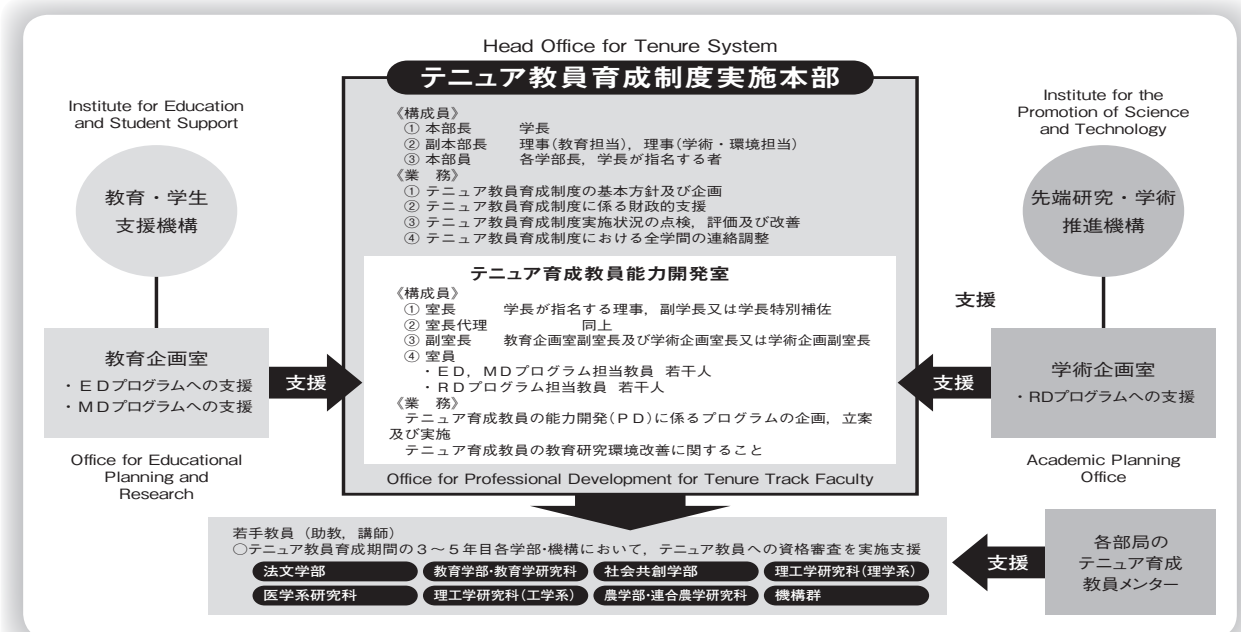 Head Office for Tenure System
テニュア教員育成制度実施本部
《構成員》
① 本部長　学長
② 副本部長　理事(教育担当)，理事(学術・環境担当)
③ 本部員　各学部長，学長が指名する者
《業　務》
① テニュア教員育成制度の基本方針及び企画
② テニュア教員育成制度に係る財政的支援
③ テニュア教員育成制度実施状況の点検，評価及び改善
④ テニュア教員育成制度における全学間の連絡調整
テニュア育成教員能力開発室
《構成員》
① 室長　学長が指名する理事，副学長又は学長特別補佐
② 室長代理　同上
③ 副室長　教育企画室副室長及び学術企画室長又は学術企画副室長
④ 室員
・ED，MDプログラム担当教員 若干人
・RDプログラム担当教員 若干人
《業　務》
テニュア育成教員の能力開発(PD)に係るプログラムの企画，立案
及び実施
テニュア育成教員の教育研究環境改善に関すること
Office for Professional Development for Tenure Track Faculty
Institute for Education
and Student Support
教育・学生
支援機構
教育企画室
・EDプログラムへの支援
・MDプログラムへの支援
支援
Office for Educational
Planning and
Research
Institute for the
Promotion of Science
and Technology
先端研究・学術
推進機構
支援
学術企画室
・RDプログラムへの支援
支援
Academic Planning
Office
若手教員（助教，講師）
○テニュア教員育成期間の3〜5年目各学部・機構において，テニュア教員への資格審査を実施支援
法文学部　教育学部・教育学研究科　社会共創学部　理工学研究科(理学系)
医学系研究科　理工学研究科(工学系)　農学部・連合農学研究科　機構群
支援
各部局の
テニュア育成
教員メンター